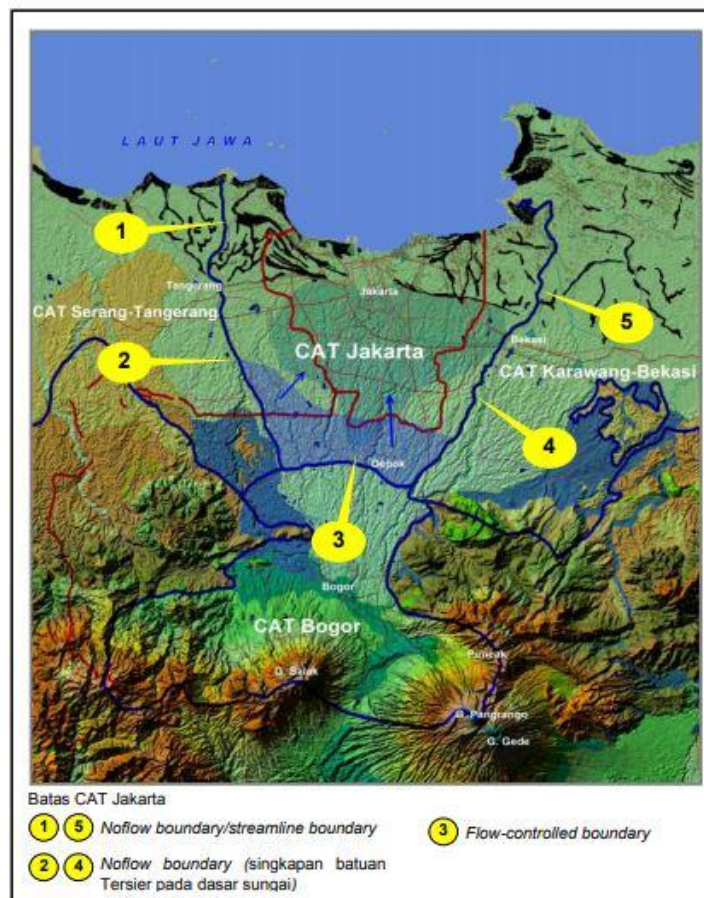 LAUT JAWA
1
Tangerang
Jakarta
CAT Serang-Tangerang
5
CAT Jakarta
Bekasi
2
CAT Karawang-Bekasi
4
Depok
3
Bogor
CAT Bogor
Puncak
G. Salak
G. Pangrango
G. Gede
Batas CAT Jakarta
1 5 Noflow boundary/streamline boundary
3 Flow-controlled boundary
2 4 Noflow boundary (singkapan batuan
Tersier pada dasar sungai)